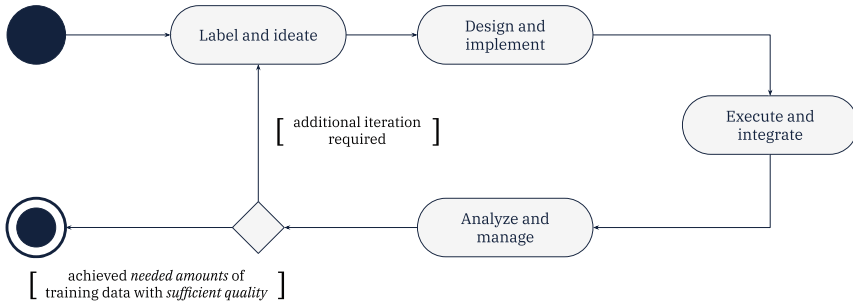 Label and ideate
Design and
implement
Execute and
integrate
[ additional iteration
required ]
Analyze and
manage
[ achieved needed amounts of
training data with sufficient quality ]